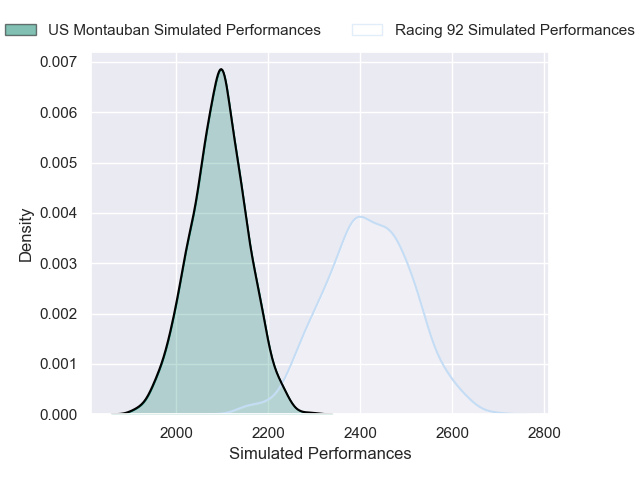 US Montauban Simulated Performances
Racing 92 Simulated Performances
0.007
0.006
0.005
0.004
0.003
0.002
0.001
0.000
Density
2000 2200 2400 2600 2800
Simulated Performances